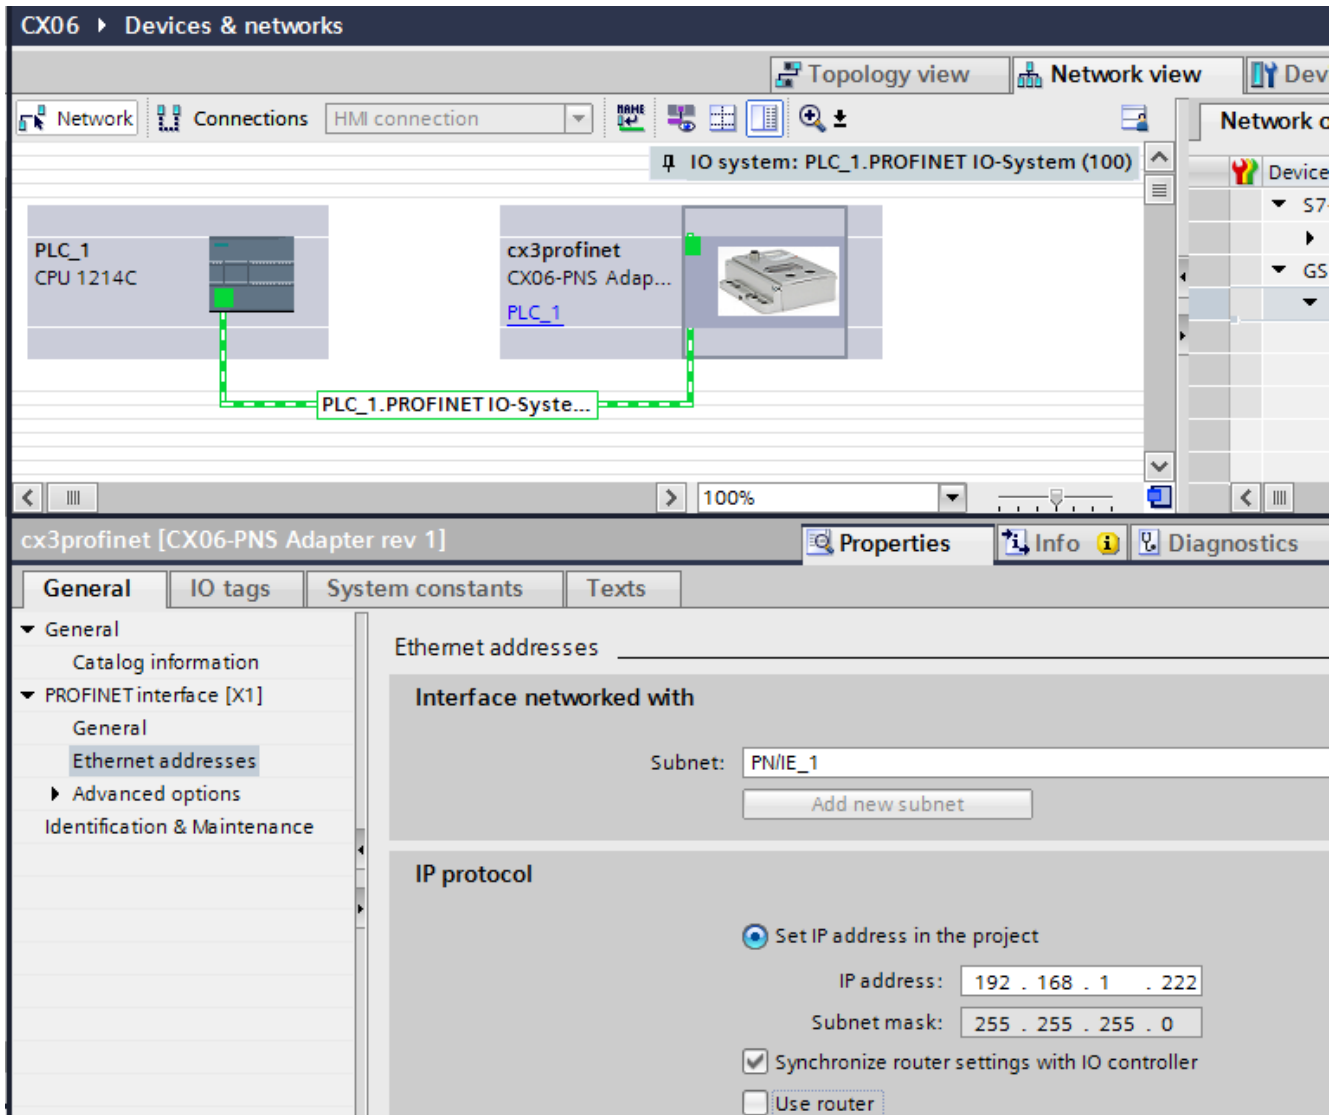 CX06 ▸ Devices & networks
Topology view
Network view
Dev
Network
Connections
HMI connection
NAME
Network o
IO system: PLC_1.PROFINET IO-System (100)
Device
S7-
GS
PLC_1
CPU 1214C
cx3profinet
CX06-PNS Adap...
PLC_1
PLC_1.PROFINET IO-Syste...
100%
cx3profinet [CX06-PNS Adapter rev 1]
Properties
Info
Diagnostics
General
IO tags
System constants
Texts
General
Catalog information
PROFINET interface [X1]
General
Ethernet addresses
Advanced options
Identification & Maintenance
Ethernet addresses
Interface networked with
Subnet: PN/IE_1
Add new subnet
IP protocol
Set IP address in the project
IP address: 192 . 168 . 1 . 222
Subnet mask: 255 . 255 . 255 . 0
Synchronize router settings with IO controller
Use router